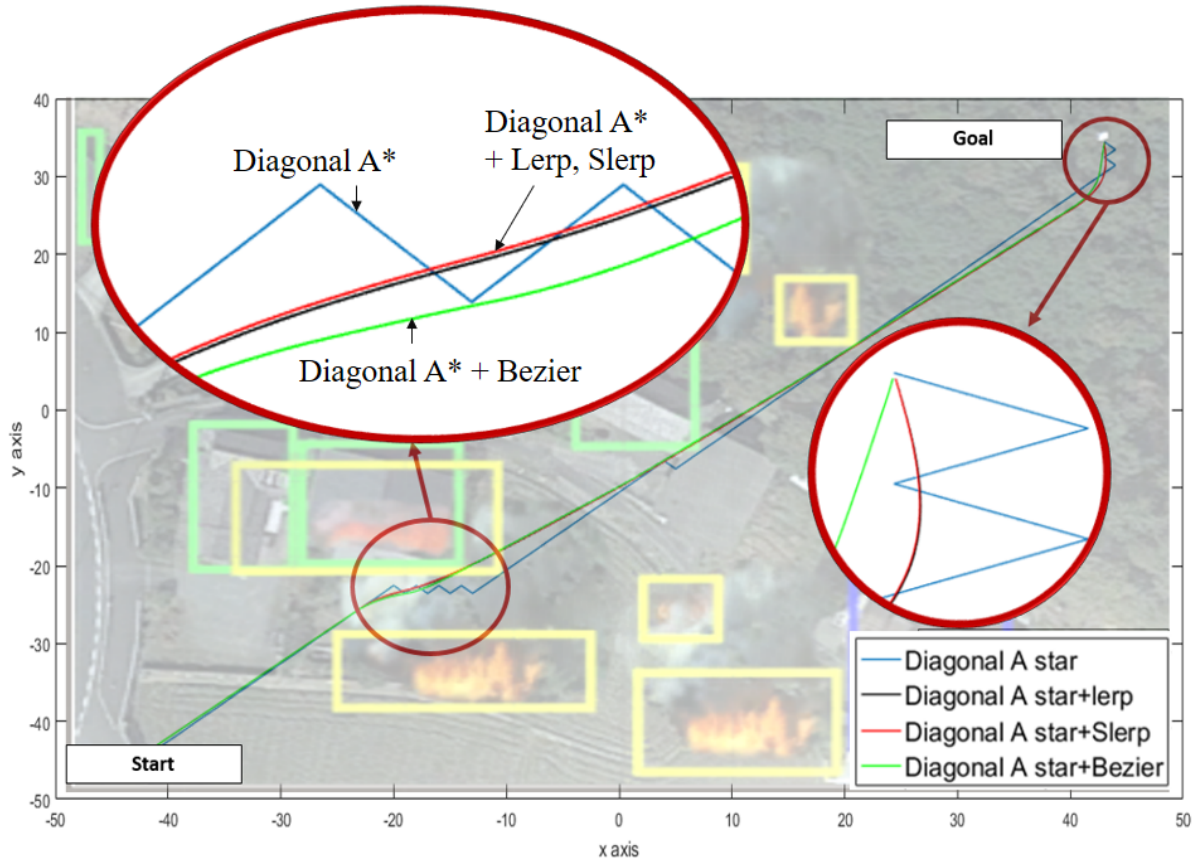 Diagonal A*
Diagonal A*
+ Lerp, Slerp
Diagonal A* + Bezier
Goal
Start
40
30
20
10
0
-10
-20
-30
-40
-50
y axis
-50
-40
-30
-20
-10
0
10
20
30
40
50
x axis
Diagonal A star
Diagonal A star+lerp
Diagonal A star+Slerp
Diagonal A star+Bezier